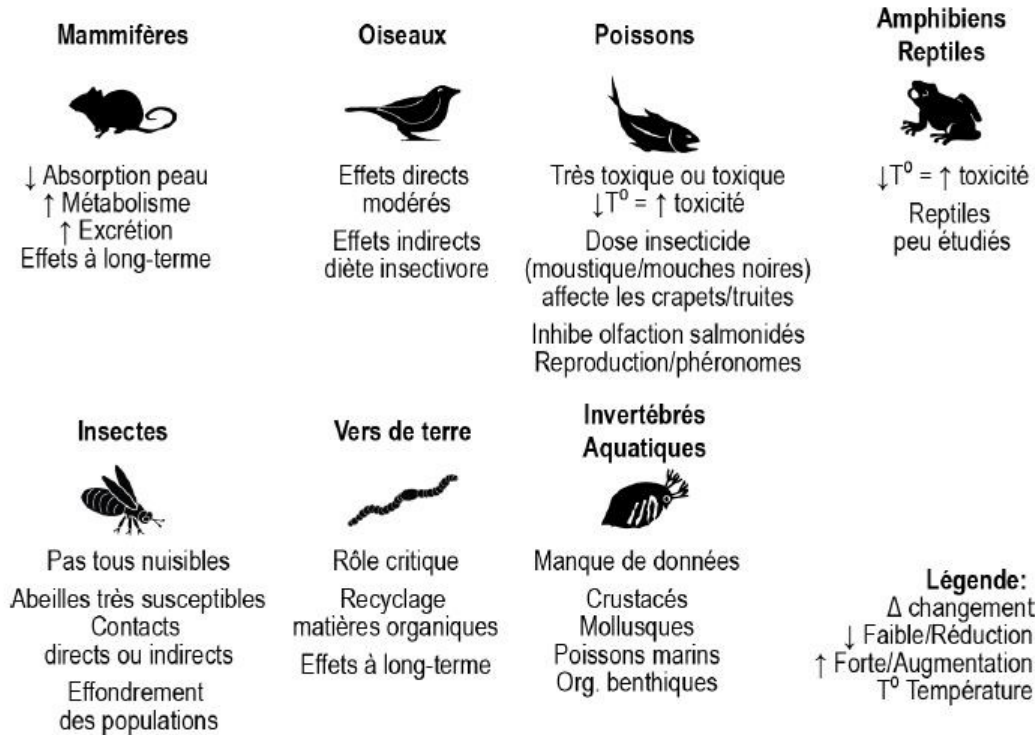 Mammifères
↓ Absorption peau
↑ Métabolisme
↑ Excrétion
Effets à long-terme
Oiseaux
Effets directs
modérés
Effets indirects
diète insectivore
Poissons
Très toxique ou toxique
↓T⁰ = ↑ toxicité
Dose insecticide
(moustique/mouches noires)
affecte les crapets/truites
Inhibe olfaction salmonidés
Reproduction/phéronomes
Amphibiens
Reptiles
↓T⁰ = ↑ toxicité
Reptiles
peu étudiés
Insectes
Pas tous nuisibles
Abeilles très susceptibles
Contacts
directs ou indirects
Effondrement
des populations
Vers de terre
Rôle critique
Recyclage
matières organiques
Effets à long-terme
Invertébrés
Aquatiques
Manque de données
Crustacés
Mollusques
Poissons marins
Org. benthiques
Légende:
Δ changement
↓ Faible/Réduction
↑ Forte/Augmentation
T⁰ Température